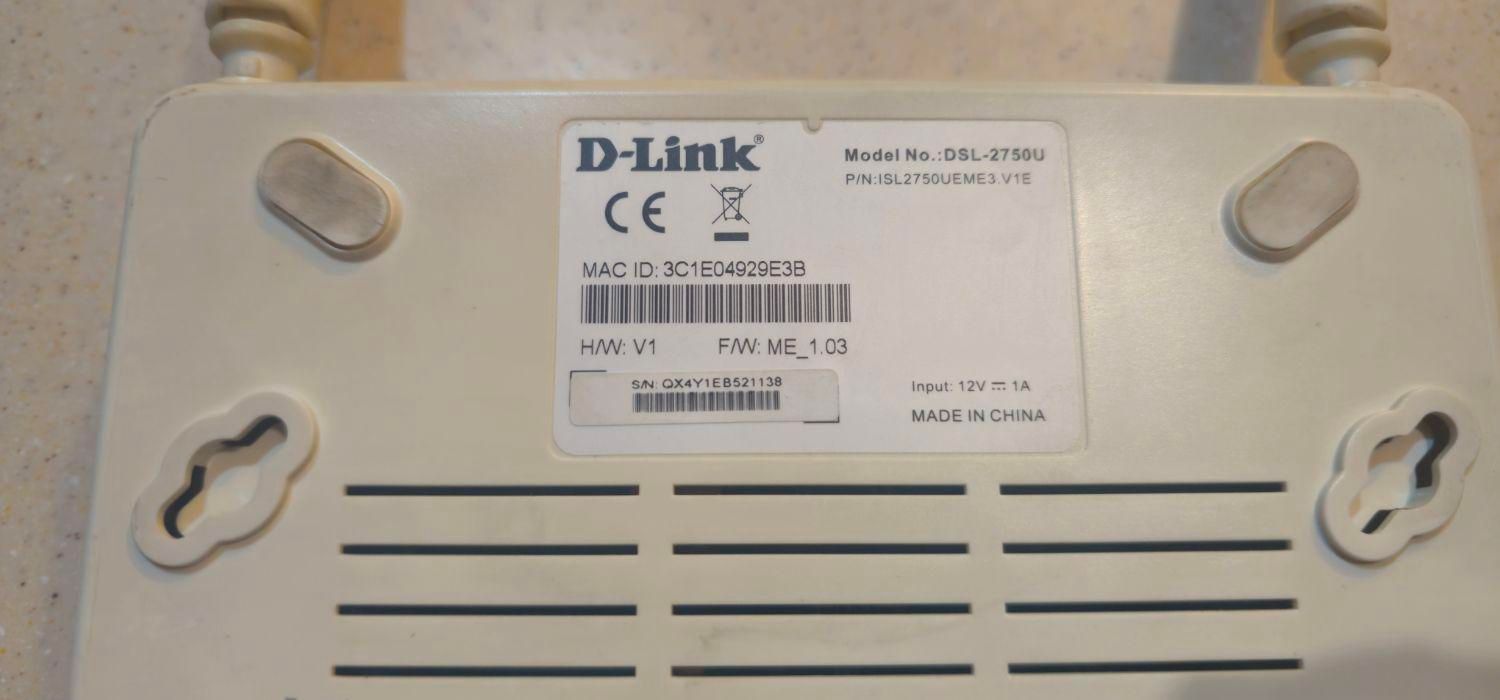 D-Link®
Model No.:DSL-2750U
P/N:ISL2750UEME3.V1E
CE
MAC ID: 3C1E04929E3B
H/W: V1 F/W: ME_1.03
S/N: QX4Y1EB521138
Input: 12V ⎓ 1A
MADE IN CHINA